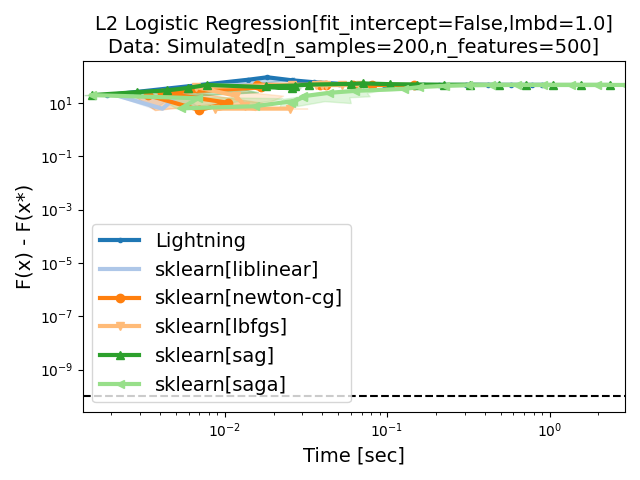 L2 Logistic Regression[fit_intercept=False,lmbd=1.0]
Data: Simulated[n_samples=200,n_features=500]
F(x) - F(x*)
10^1
10^-1
10^-3
10^-5
10^-7
10^-9
Lightning
sklearn[liblinear]
sklearn[newton-cg]
sklearn[lbfgs]
sklearn[sag]
sklearn[saga]
10^-2
10^-1
10^0
Time [sec]